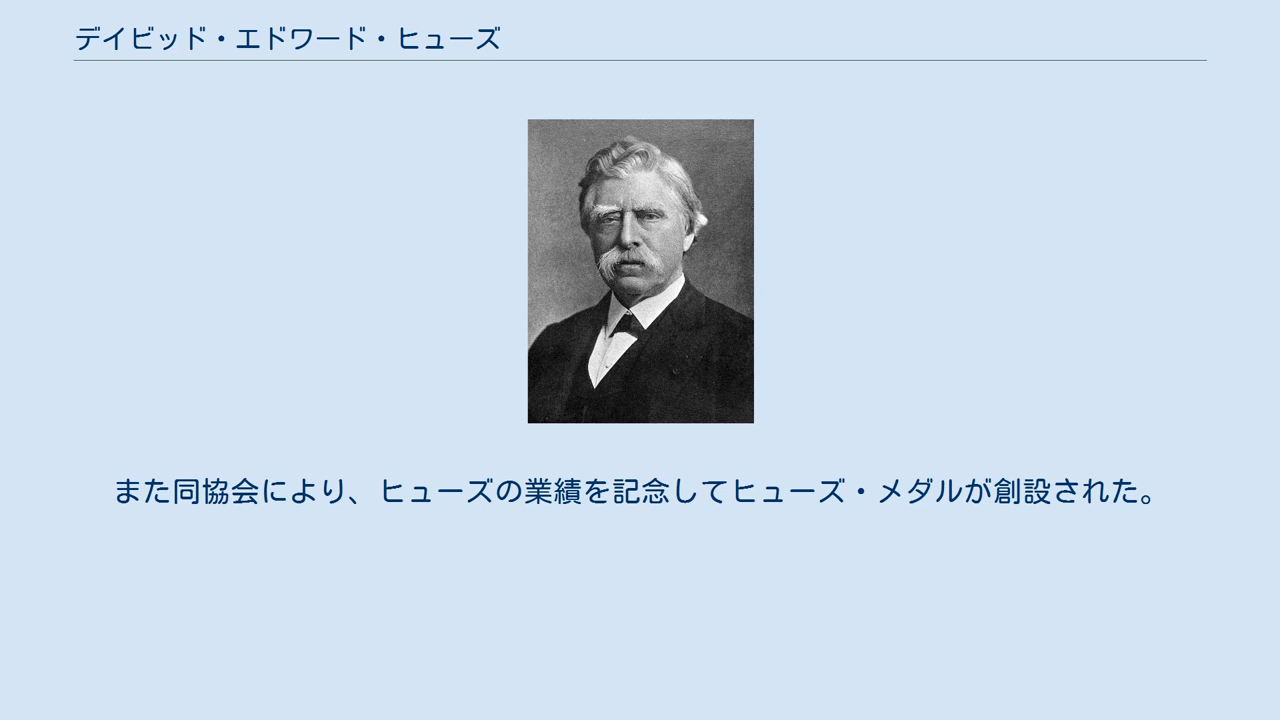 デイビッド・エドワード・ヒューズ
また同協会により、ヒューズの業績を記念してヒューズ・メダルが創設された。